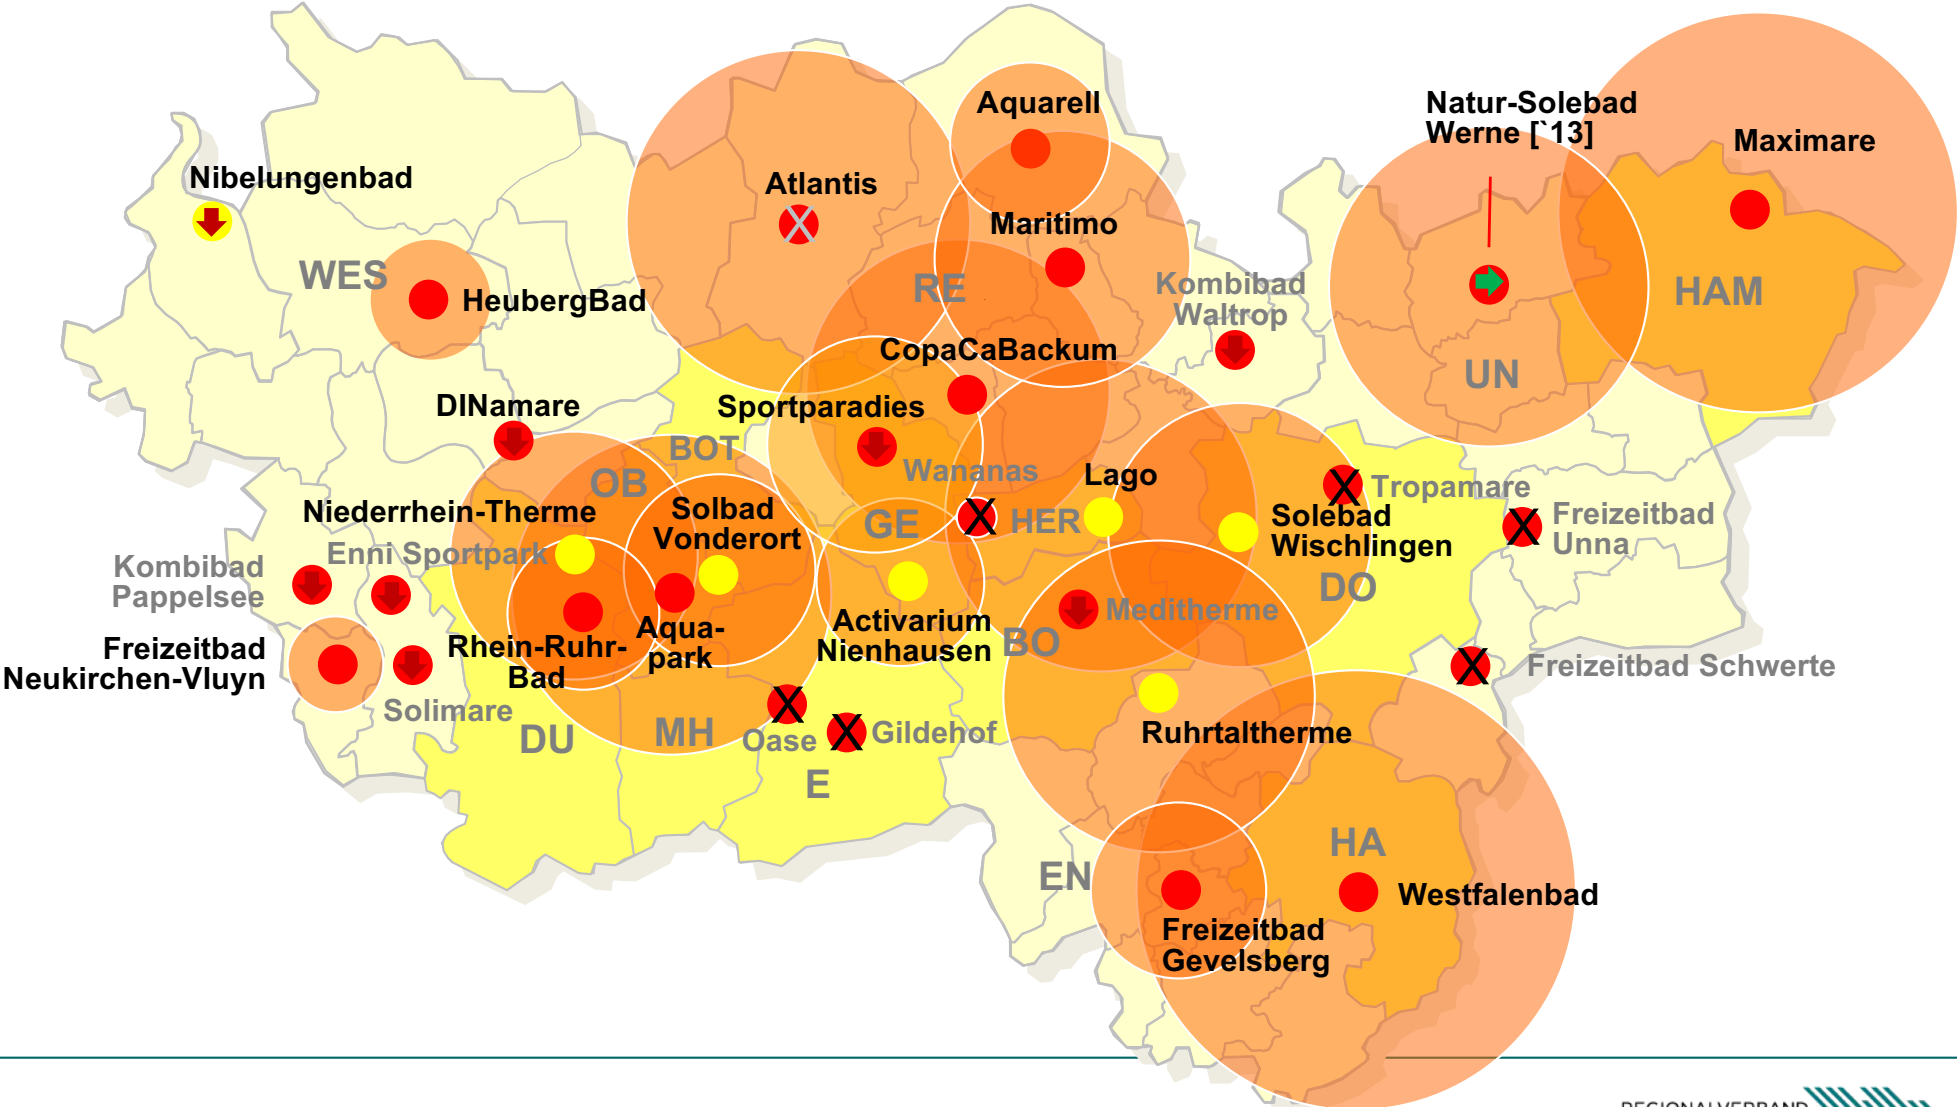 Aquarell
Natur-Solebad
Werne [`13]
Maximare
Nibelungenbad
Atlantis
Maritimo
WES
HeubergBad
RE
Kombibad
Waltrop
HAM
CopaCaBackum
UN
DINamare
Sportparadies
BOT
OB
Wananas
Lago
Tropamare
Niederrhein-Therme
Solbad
Vonderort
GE
HER
Solebad
Wischlingen
Freizeitbad
Unna
Enni Sportpark
Kombibad
Pappelsee
DO
Meditherme
Activarium
Nienhausen
BO
Aqua-
park
Rhein-Ruhr-
Bad
Freizeitbad
Neukirchen-Vluyn
Freizeitbad Schwerte
Solimare
DU
MH
Oase
Gildehof
Ruhrtaltherme
E
HA
EN
Westfalenbad
Freizeitbad
Gevelsberg
REGIONALVERBAND